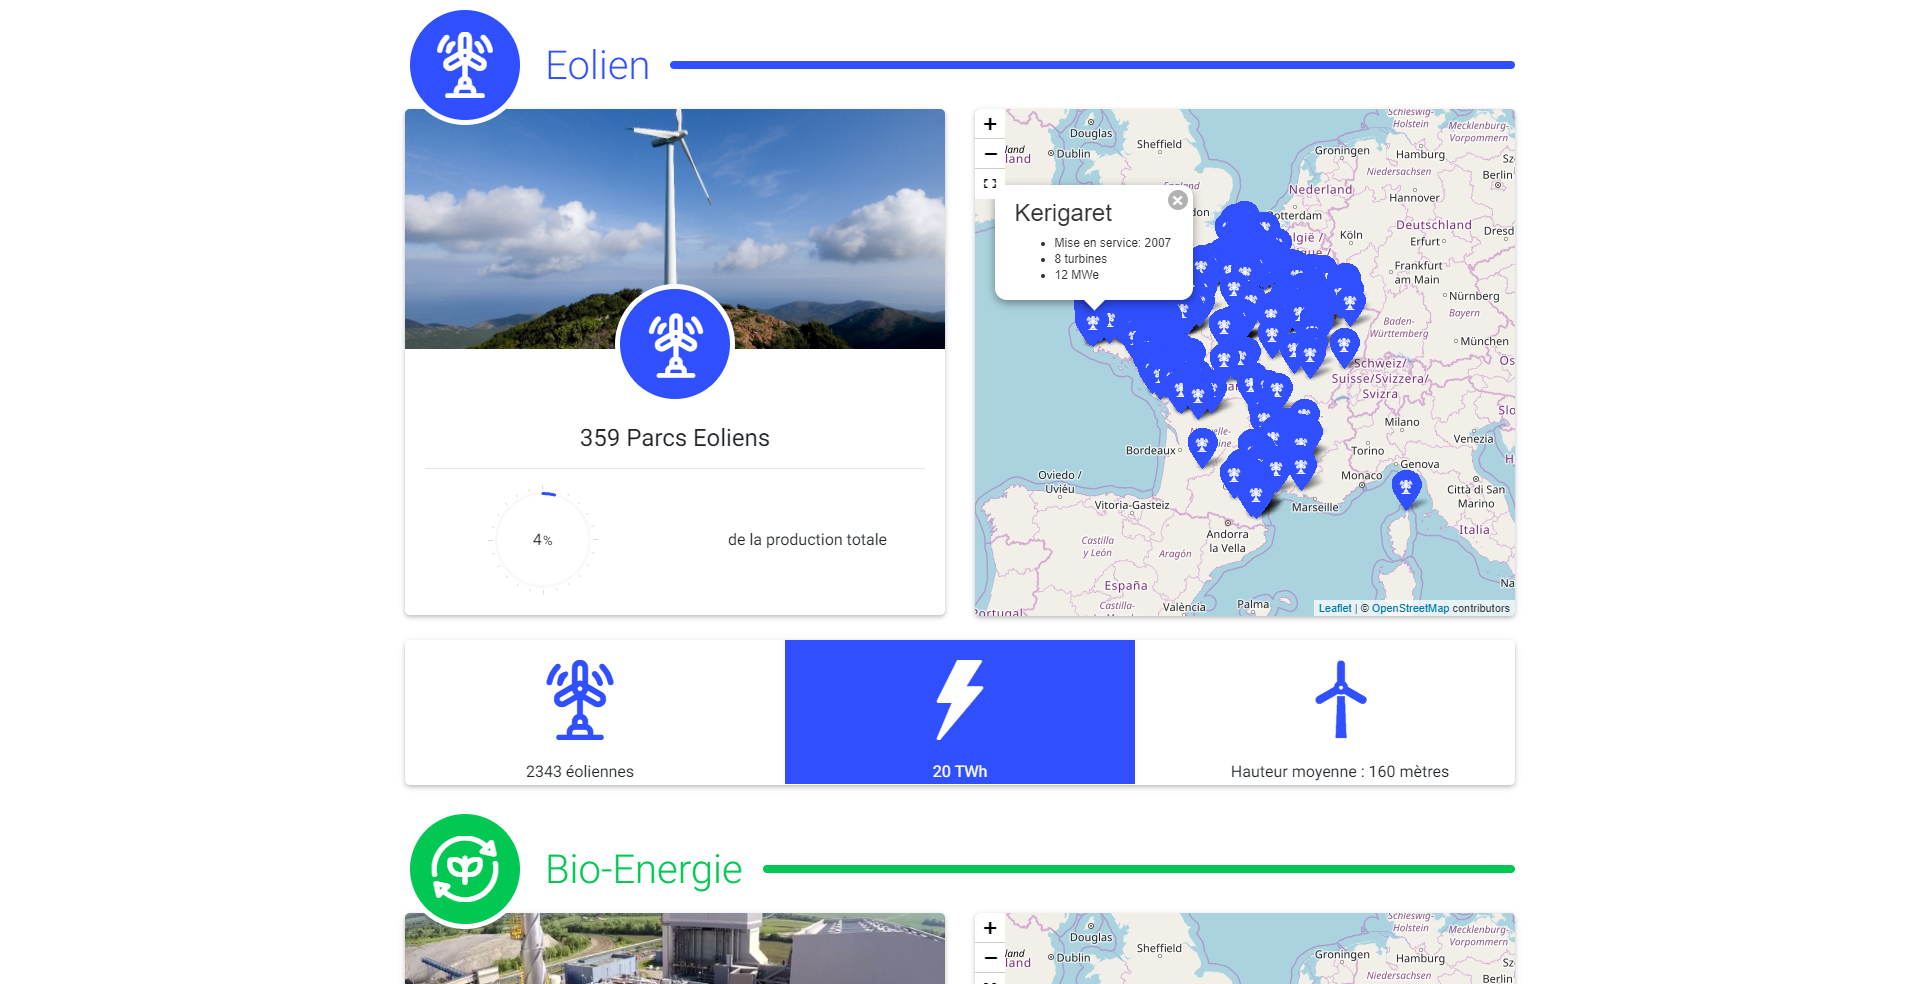 Eolien
359 Parcs Eoliens
4%
de la production totale
+
−
Kerigaret
Mise en service: 2007
8 turbines
12 MWe
Douglas
Dublin
Sheffield
England
Schleswig-
Holstein
Mecklenburg-
Vorpommern
Groningen
Hamburg
Niedersachsen
Berlin
Nederland
Hannover
Rotterdam
Deutschland
Köln
Erfurt
Dresd
Frankfurt
am Main
Nürnberg
Bayern
Baden-
Württemberg
München
Schweiz/
Suisse/Svizzera/
Svizra
Milano
Venezia
Torino
Genova
Monaco
Bordeaux
Marseille
Città di San
Marino
Italia
Oviedo /
Uviéu
Vitoria-Gasteiz
Andorra
la Vella
Castilla
y León
Aragón
España
Castilla-
València
Palma
Leaflet | © OpenStreetMap contributors
2343 éoliennes
20 TWh
Hauteur moyenne : 160 mètres
Bio-Energie
+
−
Douglas
Dublin
Sheffield
Schleswig-
Holstein
Mecklenburg-
Vorpommern
Groningen
Hamburg
Niedersachsen
Berlin